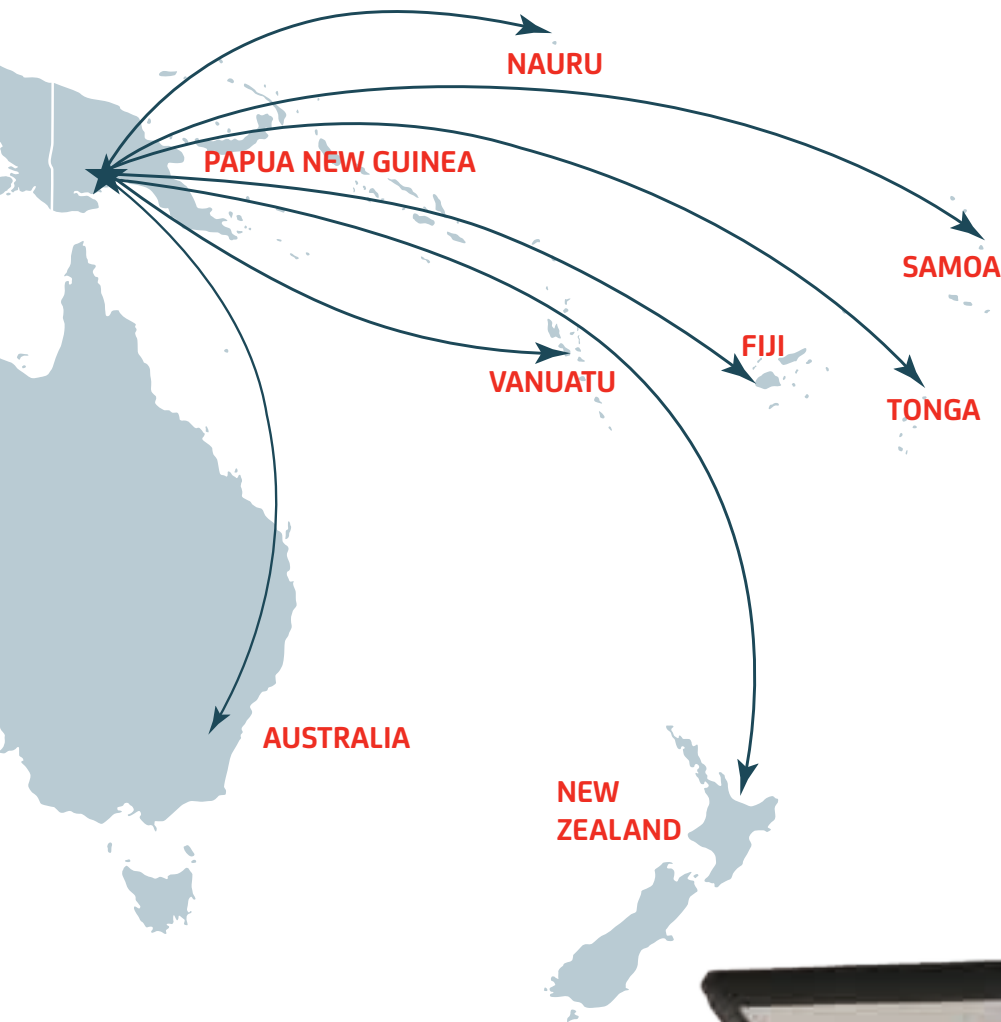 NAURU
PAPUA NEW GUINEA
SAMOA
FIJI
VANUATU
TONGA
AUSTRALIA
NEW
ZEALAND